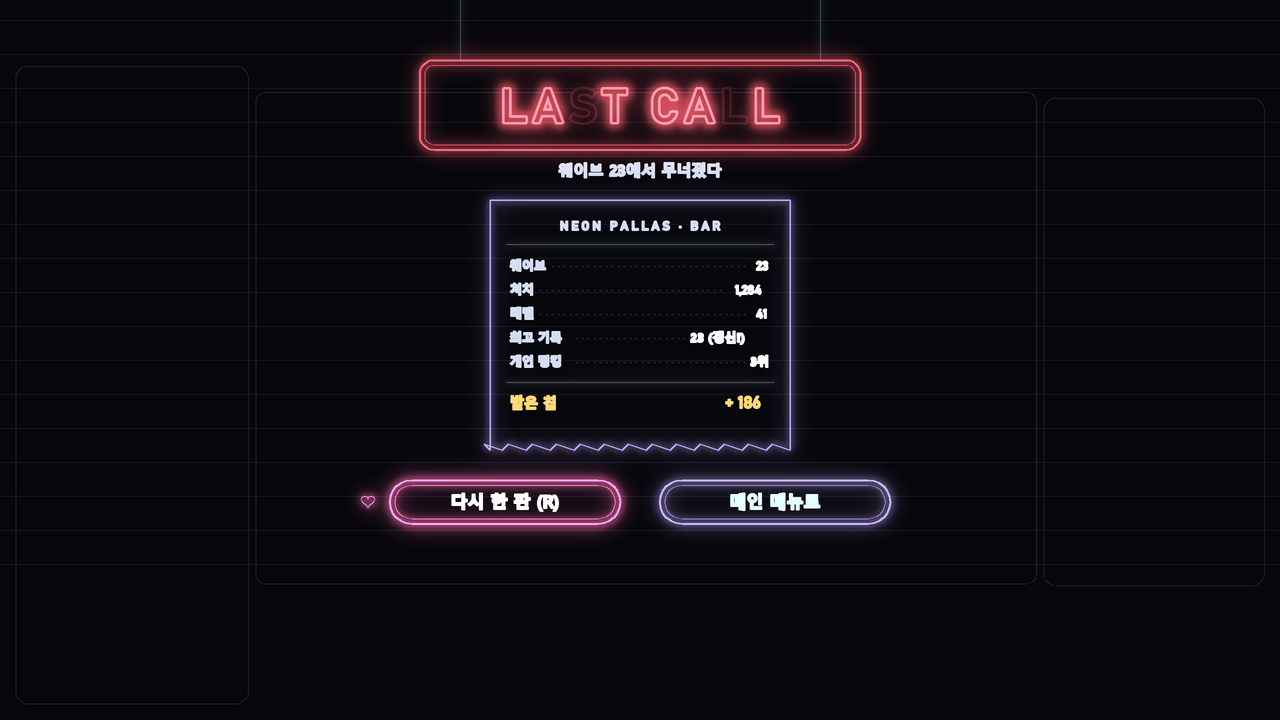 LAST CALL
웨이브 23에서 무너졌다
NEON PALLAS · BAR
웨이브 23
처치 1,284
레벨 41
최고 기록 23 (갱신!)
개인 랭킹 3위
받은 칩 + 186
다시 한 판 (R)
메인 메뉴로